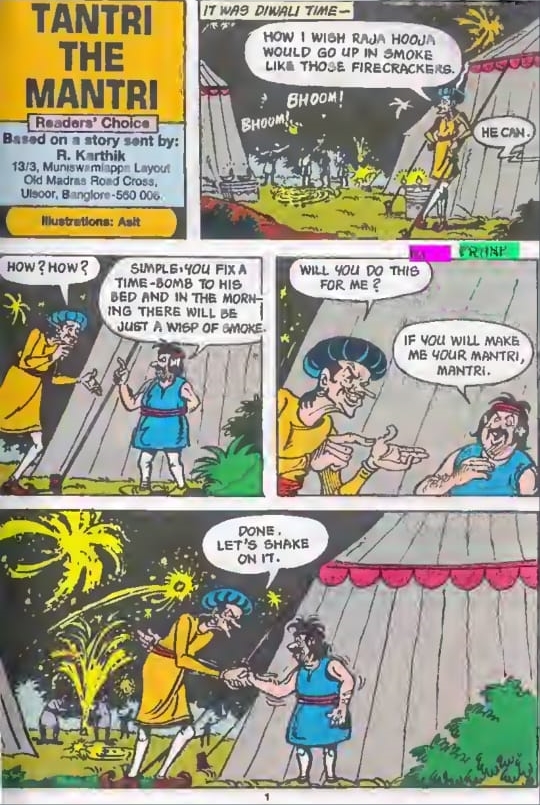 TANTRI
THE
MANTRI
Readers' Choice
Based on a story sent by:
R. Karthik
13/3, Muniswamiappa Layout
Old Madras Road Cross,
Ulsoor, Banglore-560 006.
Illustrations: Asit
IT WAS DIWALI TIME—
HOW I WISH RAJA HOOJA
WOULD GO UP IN SMOKE
LIKE THOSE FIRECRACKERS.
BHOOM!
BHOOM!
HE CAN.
HOW? HOW?
SIMPLE. YOU FIX A
TIME-BOMB TO HIS
BED AND IN THE MORN-
ING THERE WILL BE
JUST A WISP OF SMOKE.
WILL YOU DO THIS
FOR ME?
IF YOU WILL MAKE
ME YOUR MANTRI,
MANTRI.
DONE.
LET'S SHAKE
ON IT.
1